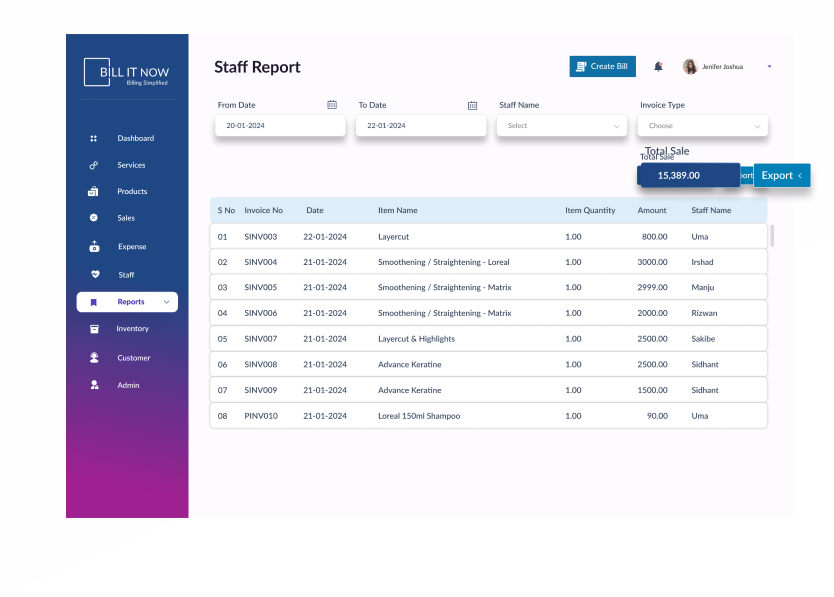 BILL IT NOW
Billing Simplified
Dashboard
Services
Products
Sales
Expense
Staff
Reports
Inventory
Customer
Admin
Staff Report
Create Bill
Jenifer Joshua
From Date
To Date
Staff Name
Invoice Type
20-01-2024
22-01-2024
Select
Choose
Total Sale
Total Sale
15,389.00
port
Export
S No Invoice No Date Item Name Item Quantity Amount Staff Name
01 SINV003 22-01-2024 Layercut 1.00 800.00 Uma
02 SINV004 21-01-2024 Smoothening / Straightening - Loreal 1.00 3000.00 Irshad
03 SINV005 21-01-2024 Smoothening / Straightening - Matrix 1.00 2999.00 Manju
04 SINV006 21-01-2024 Smoothening / Straightening - Matrix 1.00 2000.00 Rizwan
05 SINV007 21-01-2024 Layercut & Highlights 1.00 2500.00 Sakibe
06 SINV008 21-01-2024 Advance Keratine 1.00 2500.00 Sidhant
07 SINV009 21-01-2024 Advance Keratine 1.00 1500.00 Sidhant
08 PINV010 21-01-2024 Loreal 150ml Shampoo 1.00 90.00 Uma